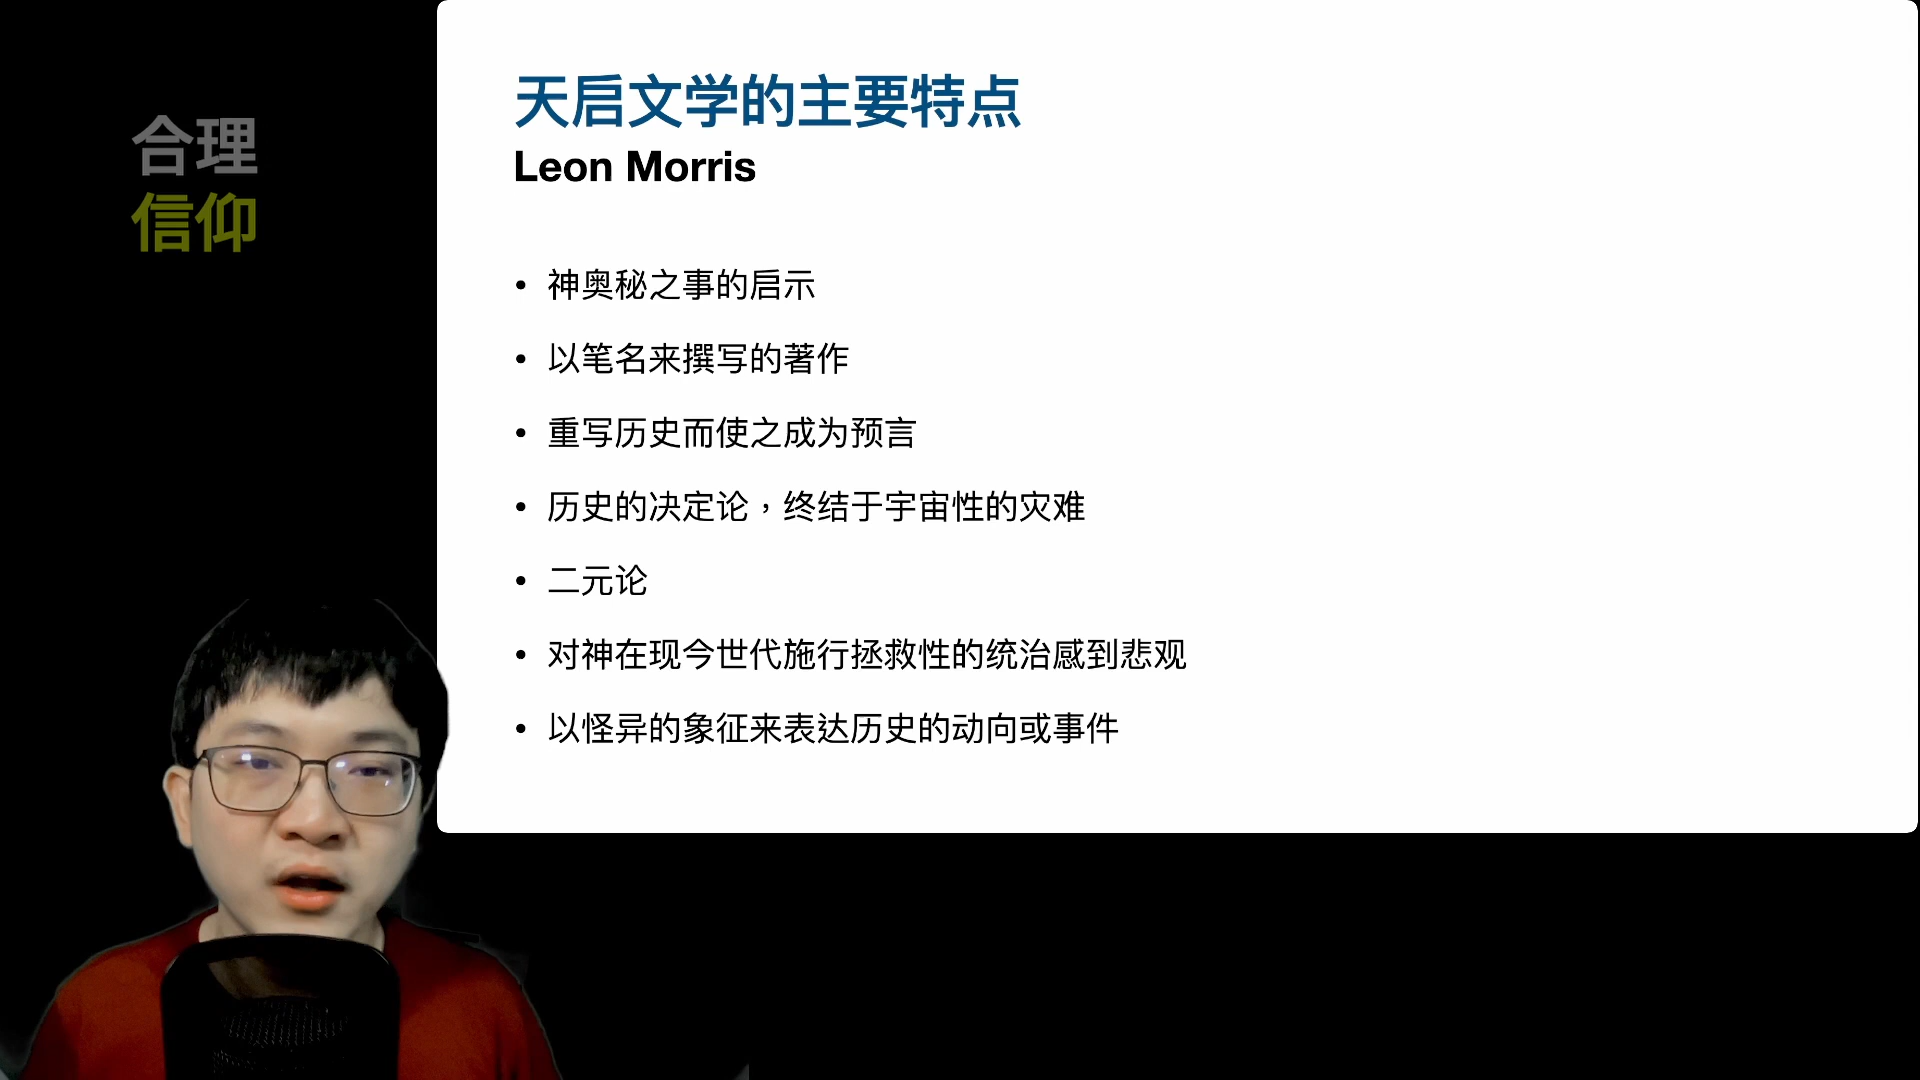 合理
信仰
天启文学的主要特点
Leon Morris
• 神奥秘之事的启示
• 以笔名来撰写的著作
• 重写历史而使之成为预言
• 历史的决定论，终结于宇宙性的灾难
• 二元论
• 对神在现今世代施行拯救性的统治感到悲观
• 以怪异的象征来表达历史的动向或事件